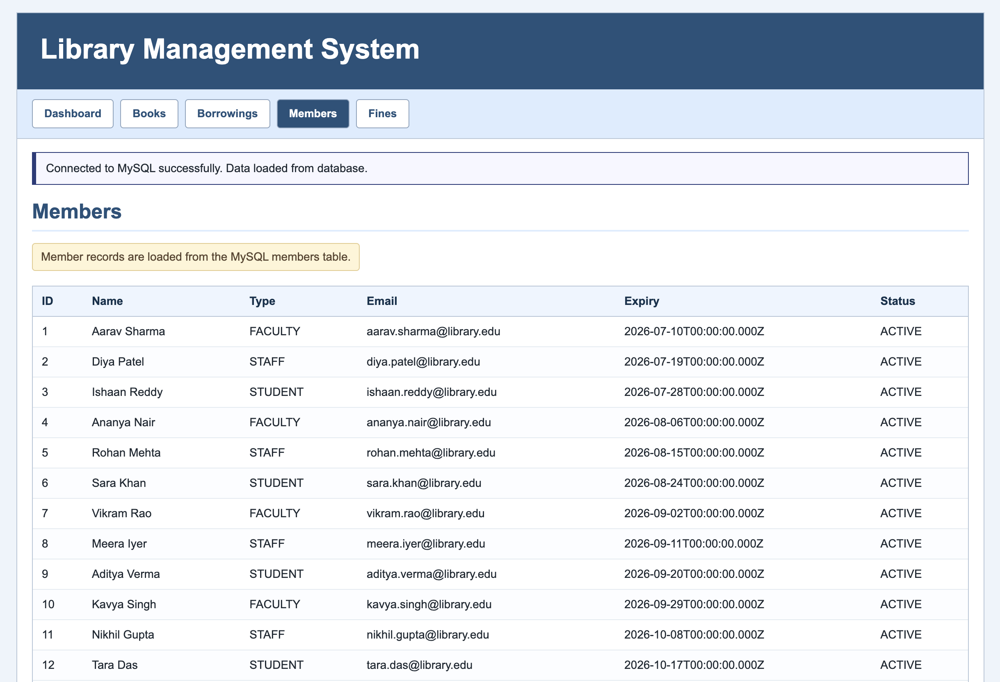 Library Management System
Dashboard Books Borrowings Members Fines
Connected to MySQL successfully. Data loaded from database.
Members
Member records are loaded from the MySQL members table.
ID Name Type Email Expiry Status
1 Aarav Sharma FACULTY aarav.sharma@library.edu 2026-07-10T00:00:00.000Z ACTIVE
2 Diya Patel STAFF diya.patel@library.edu 2026-07-19T00:00:00.000Z ACTIVE
3 Ishaan Reddy STUDENT ishaan.reddy@library.edu 2026-07-28T00:00:00.000Z ACTIVE
4 Ananya Nair FACULTY ananya.nair@library.edu 2026-08-06T00:00:00.000Z ACTIVE
5 Rohan Mehta STAFF rohan.mehta@library.edu 2026-08-15T00:00:00.000Z ACTIVE
6 Sara Khan STUDENT sara.khan@library.edu 2026-08-24T00:00:00.000Z ACTIVE
7 Vikram Rao FACULTY vikram.rao@library.edu 2026-09-02T00:00:00.000Z ACTIVE
8 Meera Iyer STAFF meera.iyer@library.edu 2026-09-11T00:00:00.000Z ACTIVE
9 Aditya Verma STUDENT aditya.verma@library.edu 2026-09-20T00:00:00.000Z ACTIVE
10 Kavya Singh FACULTY kavya.singh@library.edu 2026-09-29T00:00:00.000Z ACTIVE
11 Nikhil Gupta STAFF nikhil.gupta@library.edu 2026-10-08T00:00:00.000Z ACTIVE
12 Tara Das STUDENT tara.das@library.edu 2026-10-17T00:00:00.000Z ACTIVE